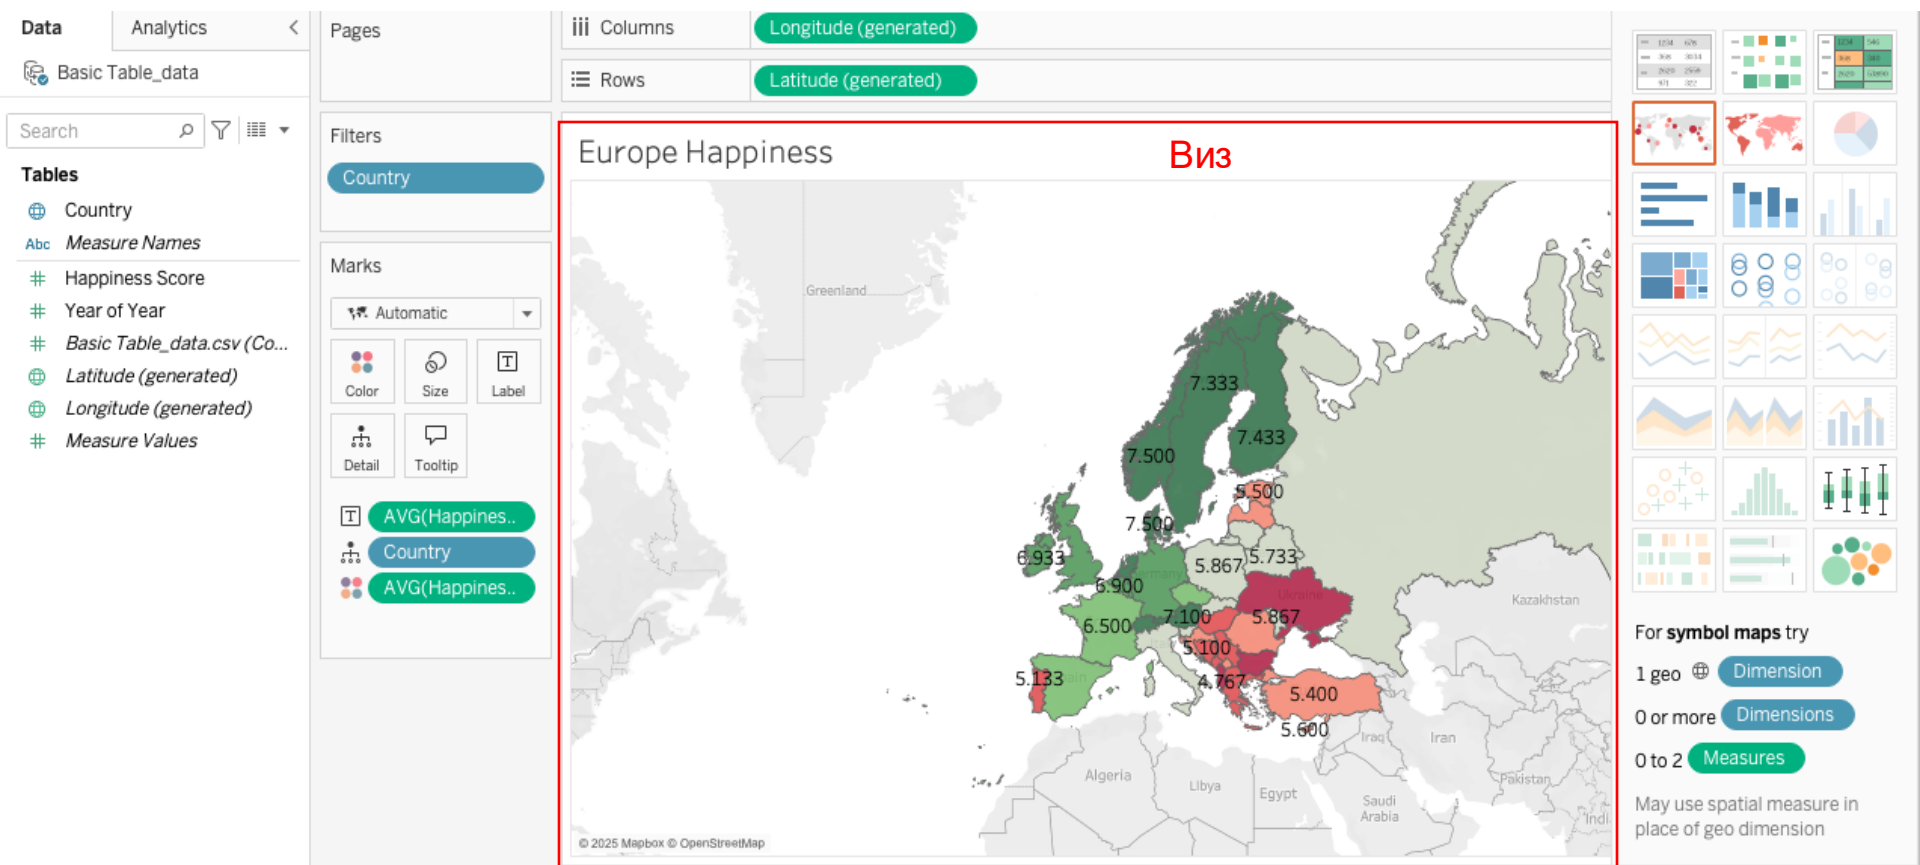 Data
Analytics
Basic Table_data
Search
Tables
Country
Abc Measure Names
Happiness Score
Year of Year
Basic Table_data.csv (Co...
Latitude (generated)
Longitude (generated)
Measure Values
Pages
Filters
Country
Marks
Automatic
Color
Size
Label
Detail
Tooltip
AVG(Happines..
Country
AVG(Happines..
Columns
Longitude (generated)
Rows
Latitude (generated)
Europe Happiness
Виз
Greenland
7.333
7.433
7.500
5.500
7.500
6.933
5.867
5.733
6.900
Ukraine
Kazakhstan
7.100
5.867
6.500
5.100
5.133
4.767
5.400
5.600
Iraq
Iran
Algeria
Libya
Egypt
Pakistan
Saudi
Arabia
© 2025 Mapbox © OpenStreetMap
For symbol maps try
1 geo Dimension
0 or more Dimensions
0 to 2 Measures
May use spatial measure in
place of geo dimension